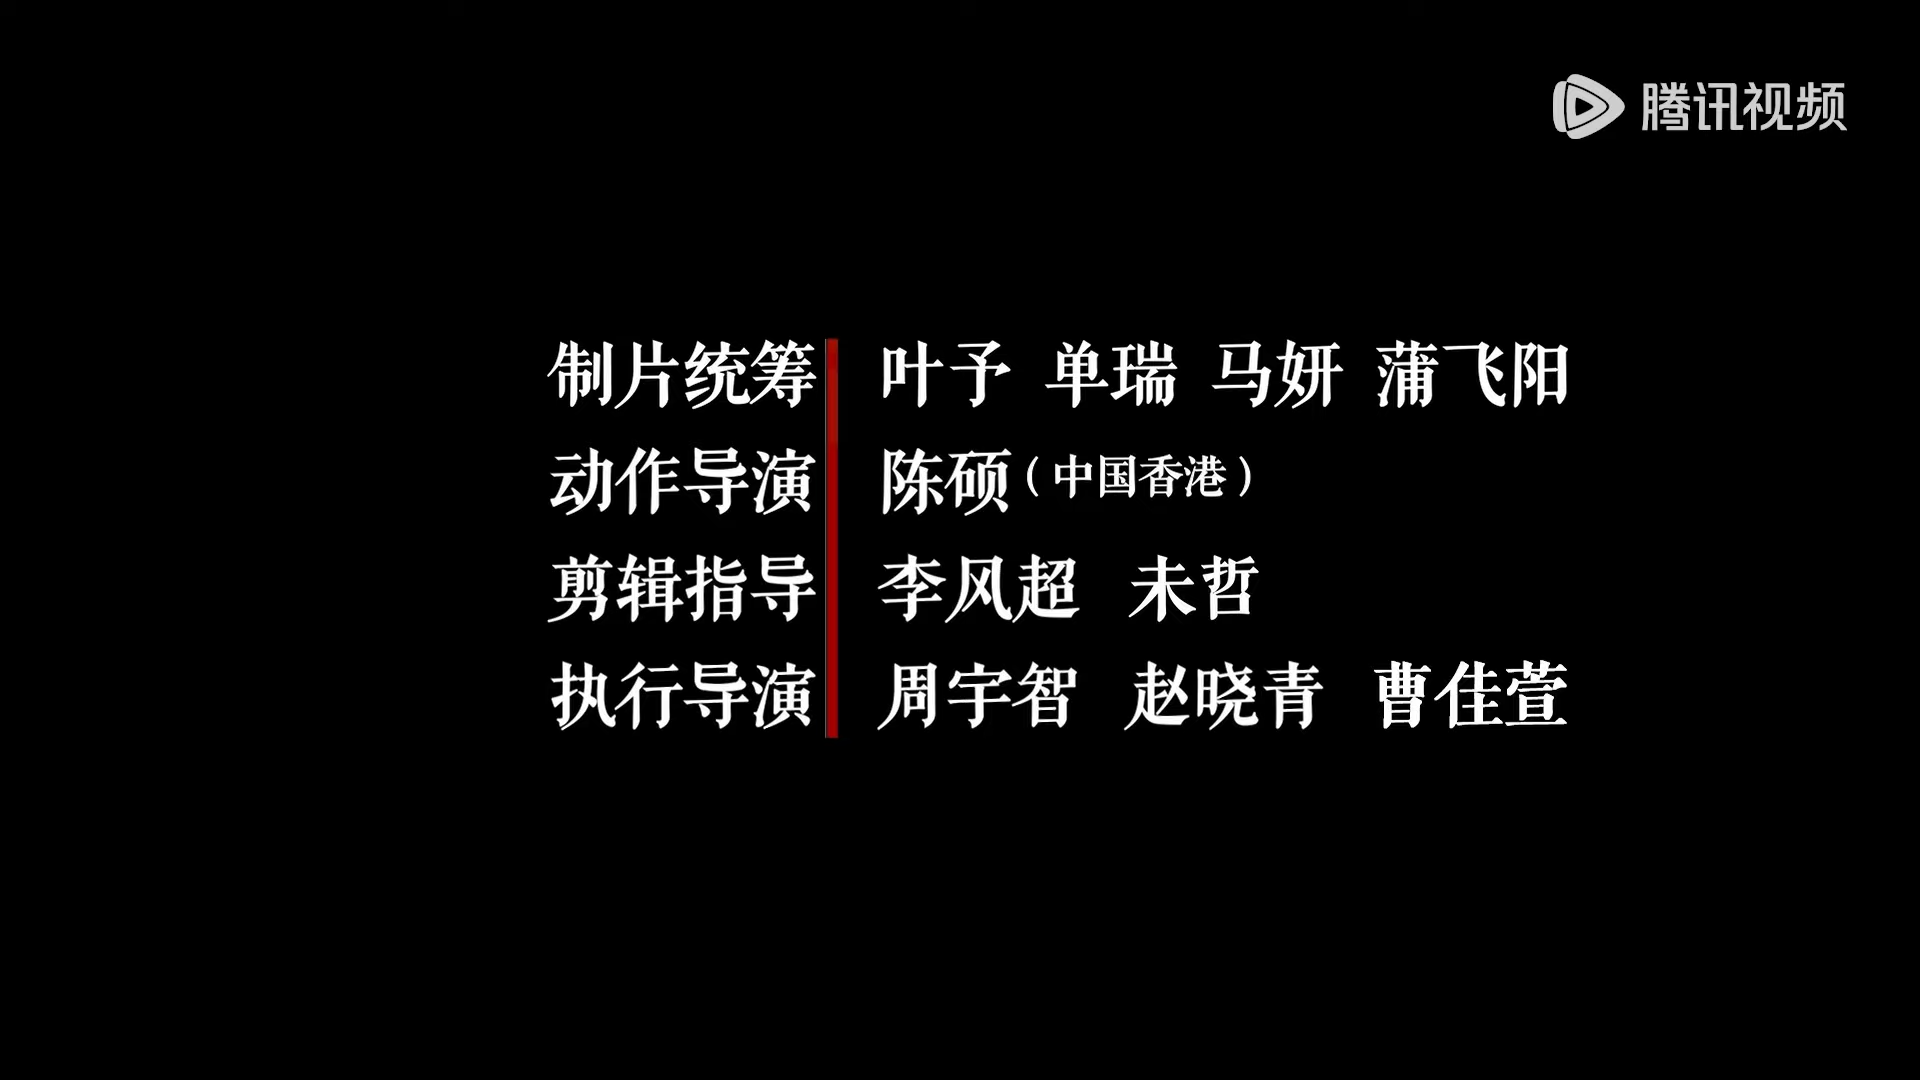 腾讯视频
制片统筹 叶予 单瑞 马妍 蒲飞阳
动作导演 陈硕（中国香港）
剪辑指导 李风超 未哲
执行导演 周宇智 赵晓青 曹佳萱